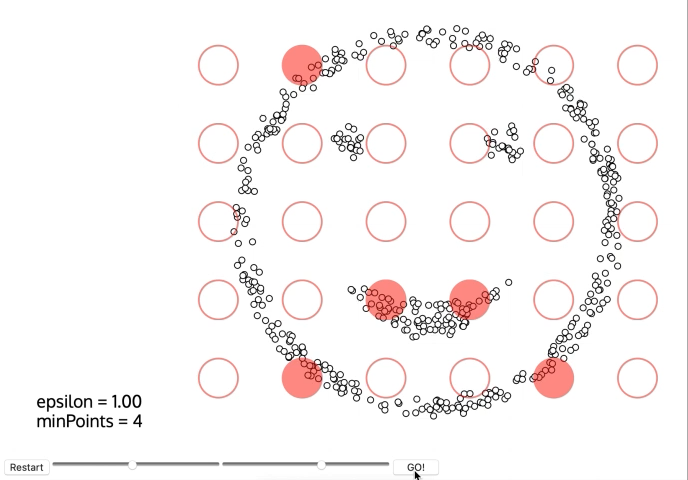 epsilon = 1.00
minPoints = 4
Restart
GO!